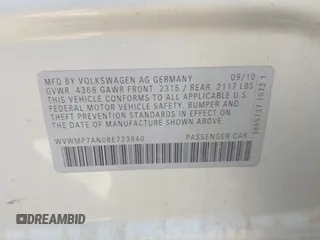 MFD BY VOLKSWAGEN AG GERMANY 09/10
GVWR 4366 GAWR FRONT 2315 / REAR 2117 LBS
THIS VEHICLE CONFORMS TO ALL APPLICABLE
FEDERAL MOTOR VEHICLE SAFETY, BUMPER AND
THEFT PREVENTION STANDARDS IN EFFECT
ON THE DATE OF MANUFACTURE SHOWN ABOVE
WVWMP7AN0BE723840 PASSENGER CAR
DREAMBID